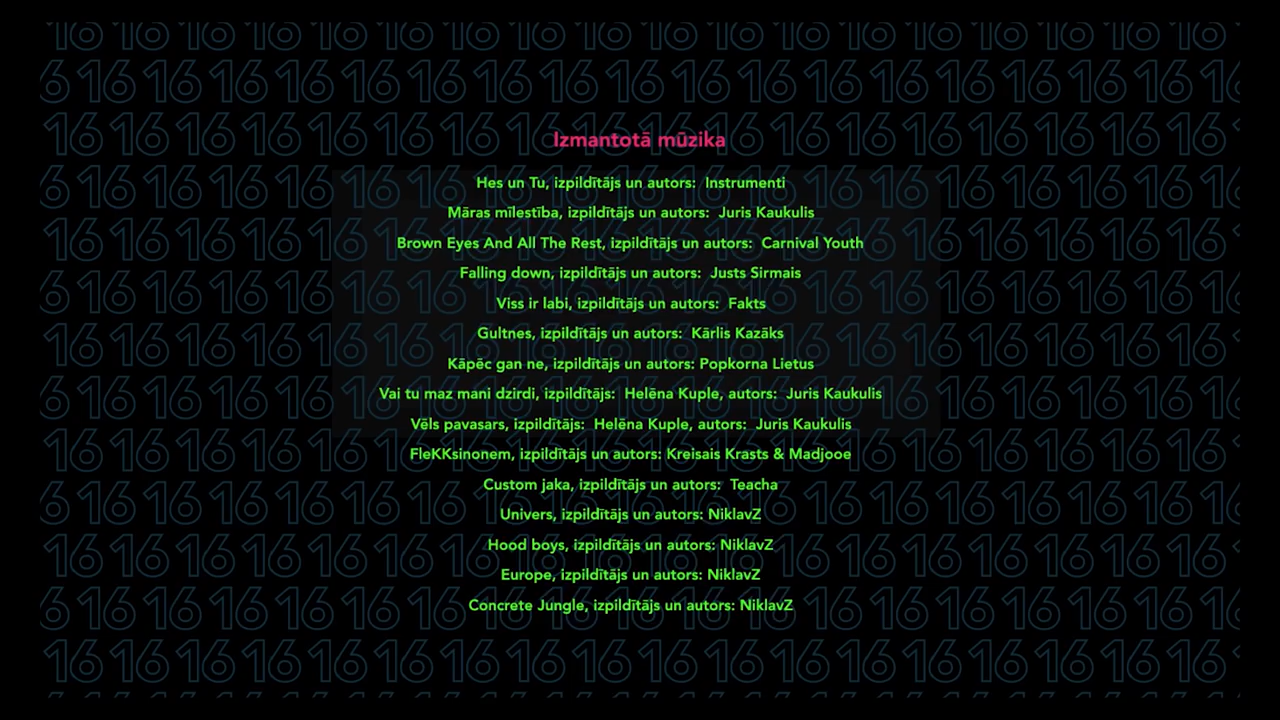 Izmantotā mūzika
Hes un Tu, izpildītājs un autors: Instrumenti
Māras mīlestība, izpildītājs un autors: Juris Kaukulis
Brown Eyes And All The Rest, izpildītājs un autors: Carnival Youth
Falling down, izpildītājs un autors: Justs Sirmais
Viss ir labi, izpildītājs un autors: Fakts
Gultnes, izpildītājs un autors: Kārlis Kazāks
Kāpēc gan ne, izpildītājs un autors: Popkorna Lietus
Vai tu maz mani dzirdi, izpildītājs: Helēna Kuple, autors: Juris Kaukulis
Vēls pavasars, izpildītājs: Helēna Kuple, autors: Juris Kaukulis
FleKKsinonem, izpildītājs un autors: Kreisais Krasts & Madjooe
Custom jaka, izpildītājs un autors: Teacha
Univers, izpildītājs un autors: NiklavZ
Hood boys, izpildītājs un autors: NiklavZ
Europe, izpildītājs un autors: NiklavZ
Concrete Jungle, izpildītājs un autors: NiklavZ